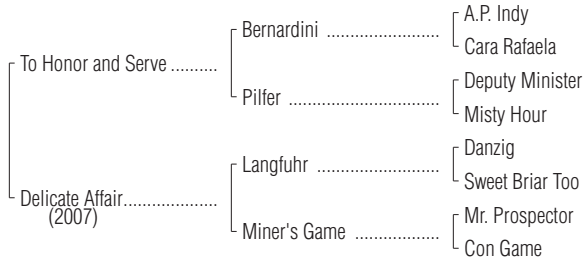 A.P. Indy
Bernardini ....................
Cara Rafaela
To Honor and Serve ..........
Deputy Minister
Pilfer ...........................
Misty Hour
Danzig
Langfuhr ......................
Sweet Briar Too
Delicate Affair....................
(2007)
Mr. Prospector
Miner's Game ...............
Con Game